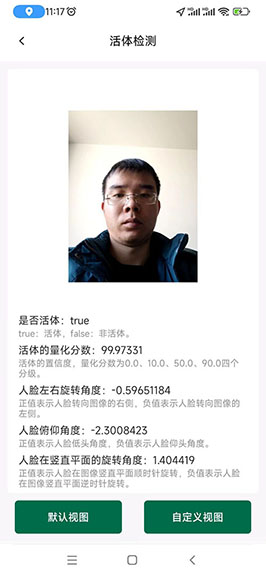 11:17
活体检测
是否活体：true
true：活体，false：非活体。
活体的量化分数：99.97331
活体的置信度，量化分数为0.0、10.0、50.0、90.0四个
分级。
人脸左右旋转角度：-0.59651184
正值表示人脸转向图像的右侧，负值表示人脸转向图像的
左侧。
人脸俯仰角度：-2.3008423
正值表示人脸低头角度，负值表示人脸仰头角度。
人脸在竖直平面的旋转角度：1.404419
正值表示人脸在图像竖直平面顺时针旋转，负值表示人脸
在图像竖直平面逆时针旋转。
默认视图
自定义视图